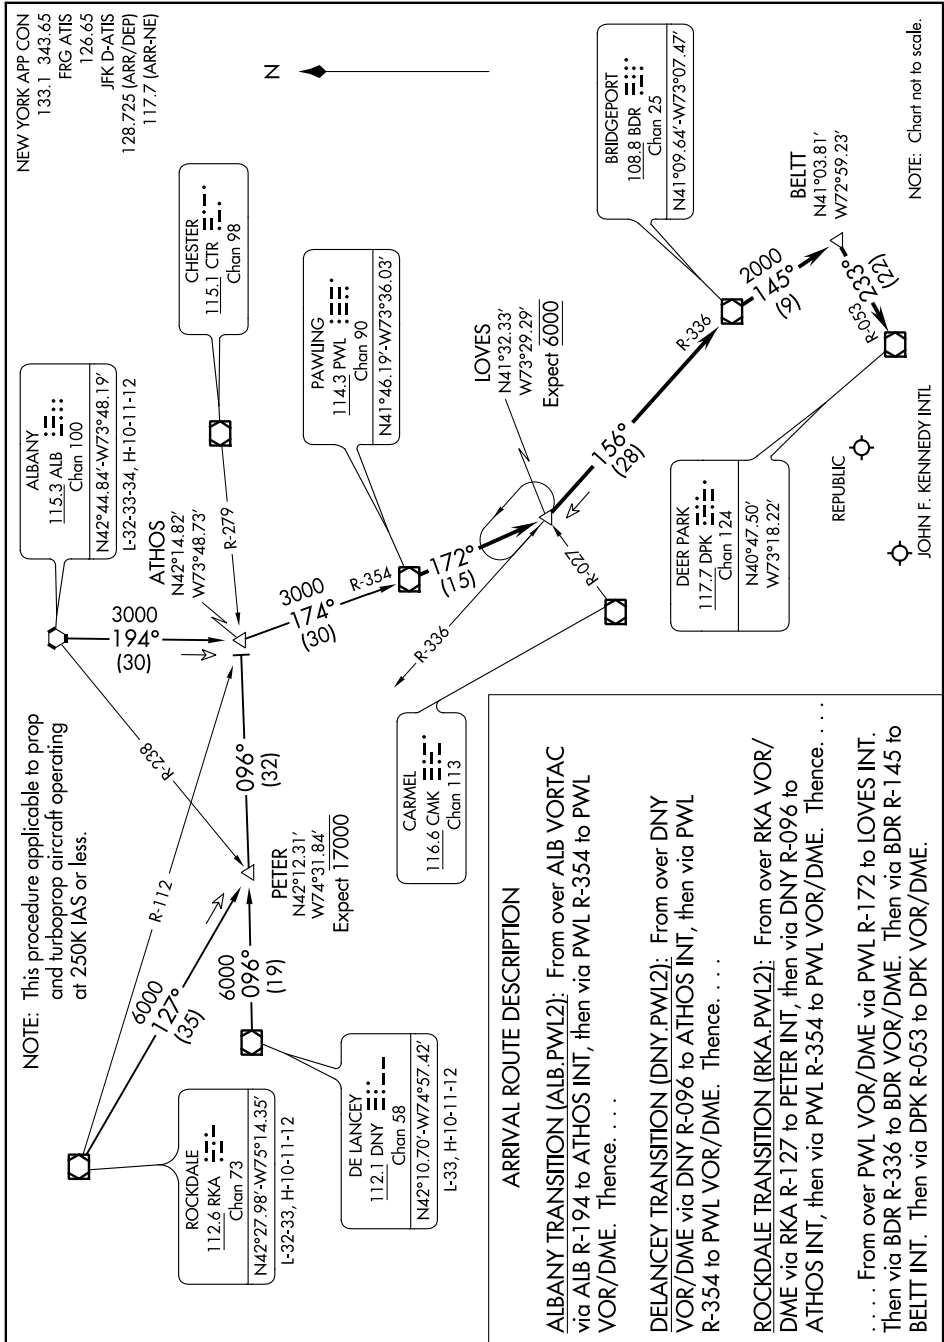 NEW YORK APP CON
133.1 343.65
FRG ATIS
126.65
JFK D-ATIS
128.725 (ARR/DEP)
117.7 (ARR-NE)
NOTE: This procedure applicable to prop
and turboprop aircraft operating
at 250K IAS or less.
N
ALBANY
115.3 ALB
Chan 100
N42°44.84'-W73°48.19'
L-32-33-34, H-10-11-12
CHESTER
115.1 CTR
Chan 98
ROCKDALE
112.6 RKA
Chan 73
N42°27.98'-W75°14.35'
L-32-33, H-10-11-12
6000
127°
(35)
R-112
R-238
3000
194°
(30)
ATHOS
N42°14.82'
W73°48.73'
R-279
DE LANCEY
112.1 DNY
Chan 58
N42°10.70'-W74°57.42'
L-33, H-10-11-12
6000
096°
(19)
PETER
N42°12.31'
W74°31.84'
Expect 17000
096°
(32)
3000
174°
(30)
R-354
PAWLING
114.3 PWL
Chan 90
N41°46.19'-W73°36.03'
172°
(15)
R-336
CARMEL
116.6 CMK
Chan 113
R-027
LOVES
N41°32.33'
W73°29.29'
Expect 6000
156°
(28)
R-336
BRIDGEPORT
108.8 BDR
Chan 25
N41°09.64'-W73°07.47'
2000
145°
(9)
BELTT
N41°03.81'
W72°59.23'
R-053
233°
(22)
DEER PARK
117.7 DPK
Chan 124
N40°47.50'
W73°18.22'
REPUBLIC
JOHN F. KENNEDY INTL
NOTE: Chart not to scale.
ARRIVAL ROUTE DESCRIPTION
ALBANY TRANSITION (ALB.PWL2): From over ALB VORTAC
via ALB R-194 to ATHOS INT, then via PWL R-354 to PWL
VOR/DME. Thence. . . .
DELANCEY TRANSITION (DNY.PWL2): From over DNY
VOR/DME via DNY R-096 to ATHOS INT, then via PWL
R-354 to PWL VOR/DME. Thence. . . .
ROCKDALE TRANSITION (RKA.PWL2): From over RKA VOR/
DME via RKA R-127 to PETER INT, then via DNY R-096 to
ATHOS INT, then via PWL R-354 to PWL VOR/DME. Thence. . . .
. . . . From over PWL VOR/DME via PWL R-172 to LOVES INT.
Then via BDR R-336 to BDR VOR/DME. Then via BDR R-145 to
BELTT INT. Then via DPK R-053 to DPK VOR/DME.